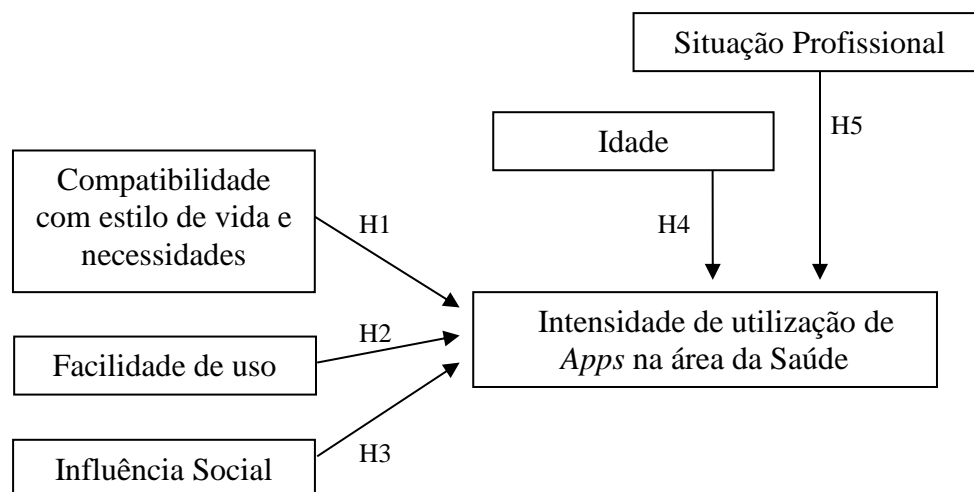 Situação Profissional
H5
Idade
H4
Compatibilidade
com estilo de vida e
necessidades
H1
Intensidade de utilização de
Apps na área da Saúde
H2
Facilidade de uso
H3
Influência Social